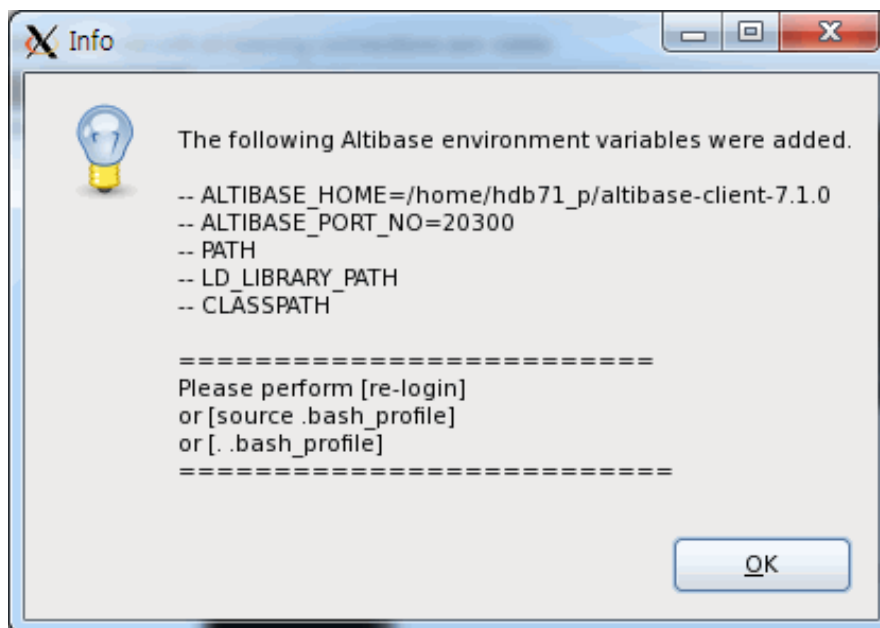 Info
The following Altibase environment variables were added.
-- ALTIBASE_HOME=/home/hdb71_p/altibase-client-7.1.0
-- ALTIBASE_PORT_NO=20300
-- PATH
-- LD_LIBRARY_PATH
-- CLASSPATH
=========================
Please perform [re-login]
or [source .bash_profile]
or [. .bash_profile]
==========================
OK